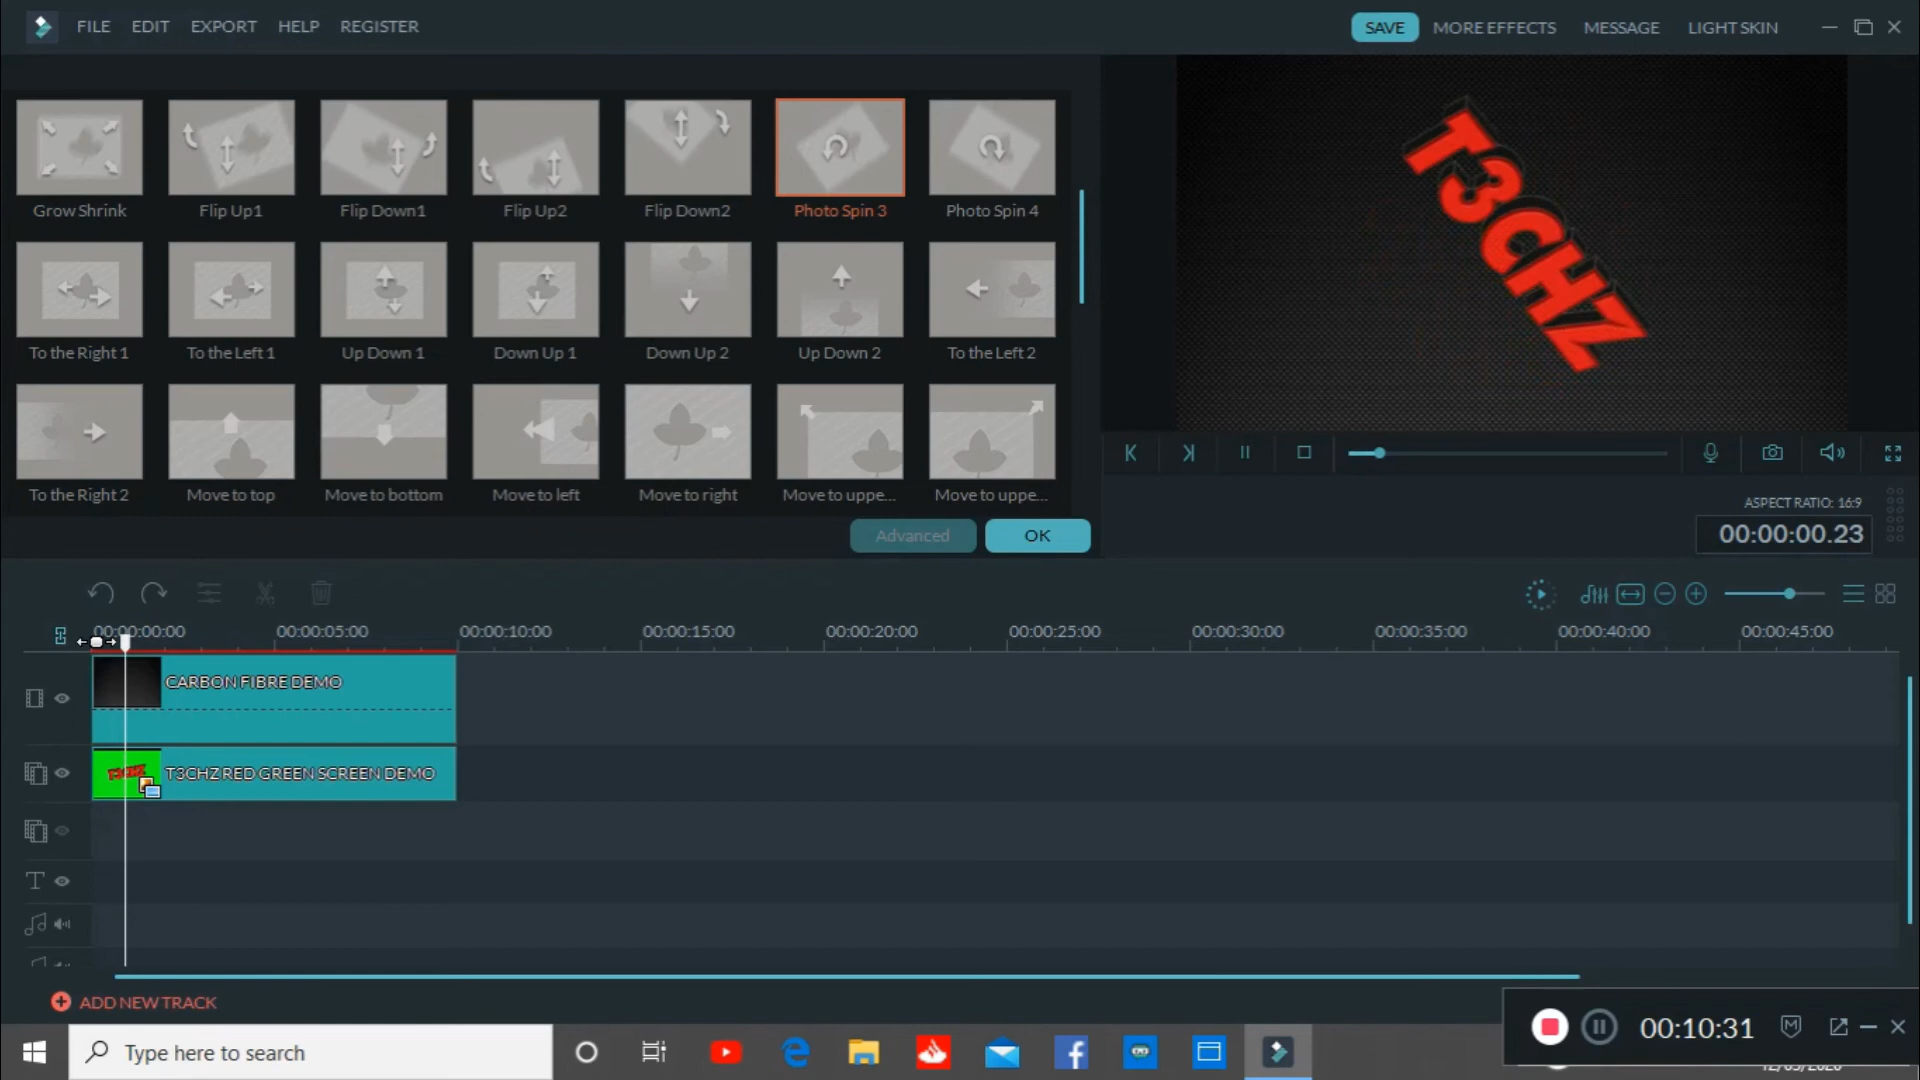 FILE EDIT EXPORT HELP REGISTER
SAVE MORE EFFECTS MESSAGE LIGHT SKIN
Grow Shrink Flip Up1 Flip Down1 Flip Up2 Flip Down2 Photo Spin 3 Photo Spin 4
To the Right 1 To the Left 1 Up Down 1 Down Up 1 Down Up 2 Up Down 2 To the Left 2
To the Right 2 Move to top Move to bottom Move to left Move to right Move to uppe... Move to uppe...
Advanced OK
T3CHZ
ASPECT RATIO: 16:9
00:00:00.23
00:00:00:00 00:00:05:00 00:00:10:00 00:00:15:00 00:00:20:00 00:00:25:00 00:00:30:00 00:00:35:00 00:00:40:00 00:00:45:00
CARBON FIBRE DEMO
T3CHZ T3CHZ RED GREEN SCREEN DEMO
ADD NEW TRACK
Type here to search
00:10:31